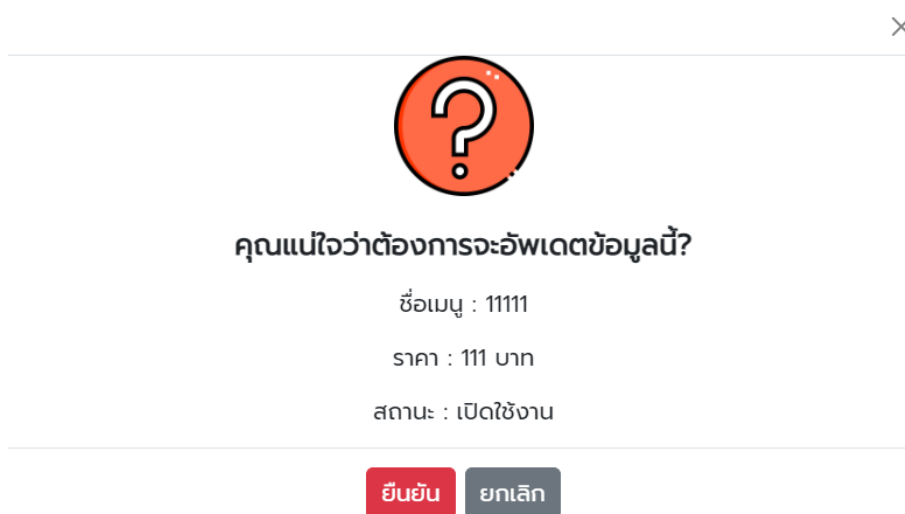 คุณแน่ใจว่าต้องการจะอัพเดตข้อมูลนี้?
ชื่อเมนู : 11111
ราคา : 111 บาท
สถานะ : เปิดใช้งาน
ยืนยัน ยกเลิก